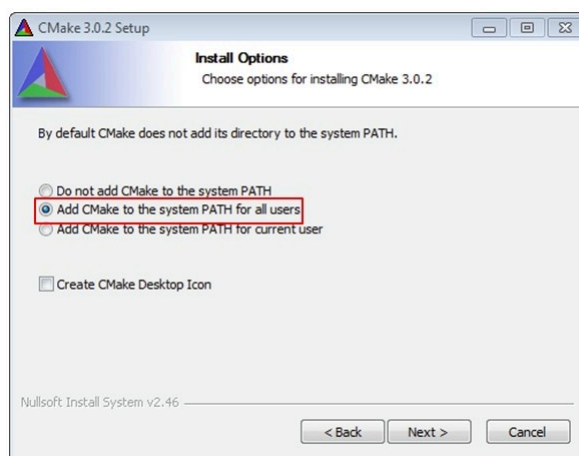 CMake 3.0.2 Setup
Install Options
Choose options for installing CMake 3.0.2
By default CMake does not add its directory to the system PATH.
Do not add CMake to the system PATH
Add CMake to the system PATH for all users
Add CMake to the system PATH for current user
Create CMake Desktop Icon
Nullsoft Install System v2.46
< Back Next > Cancel